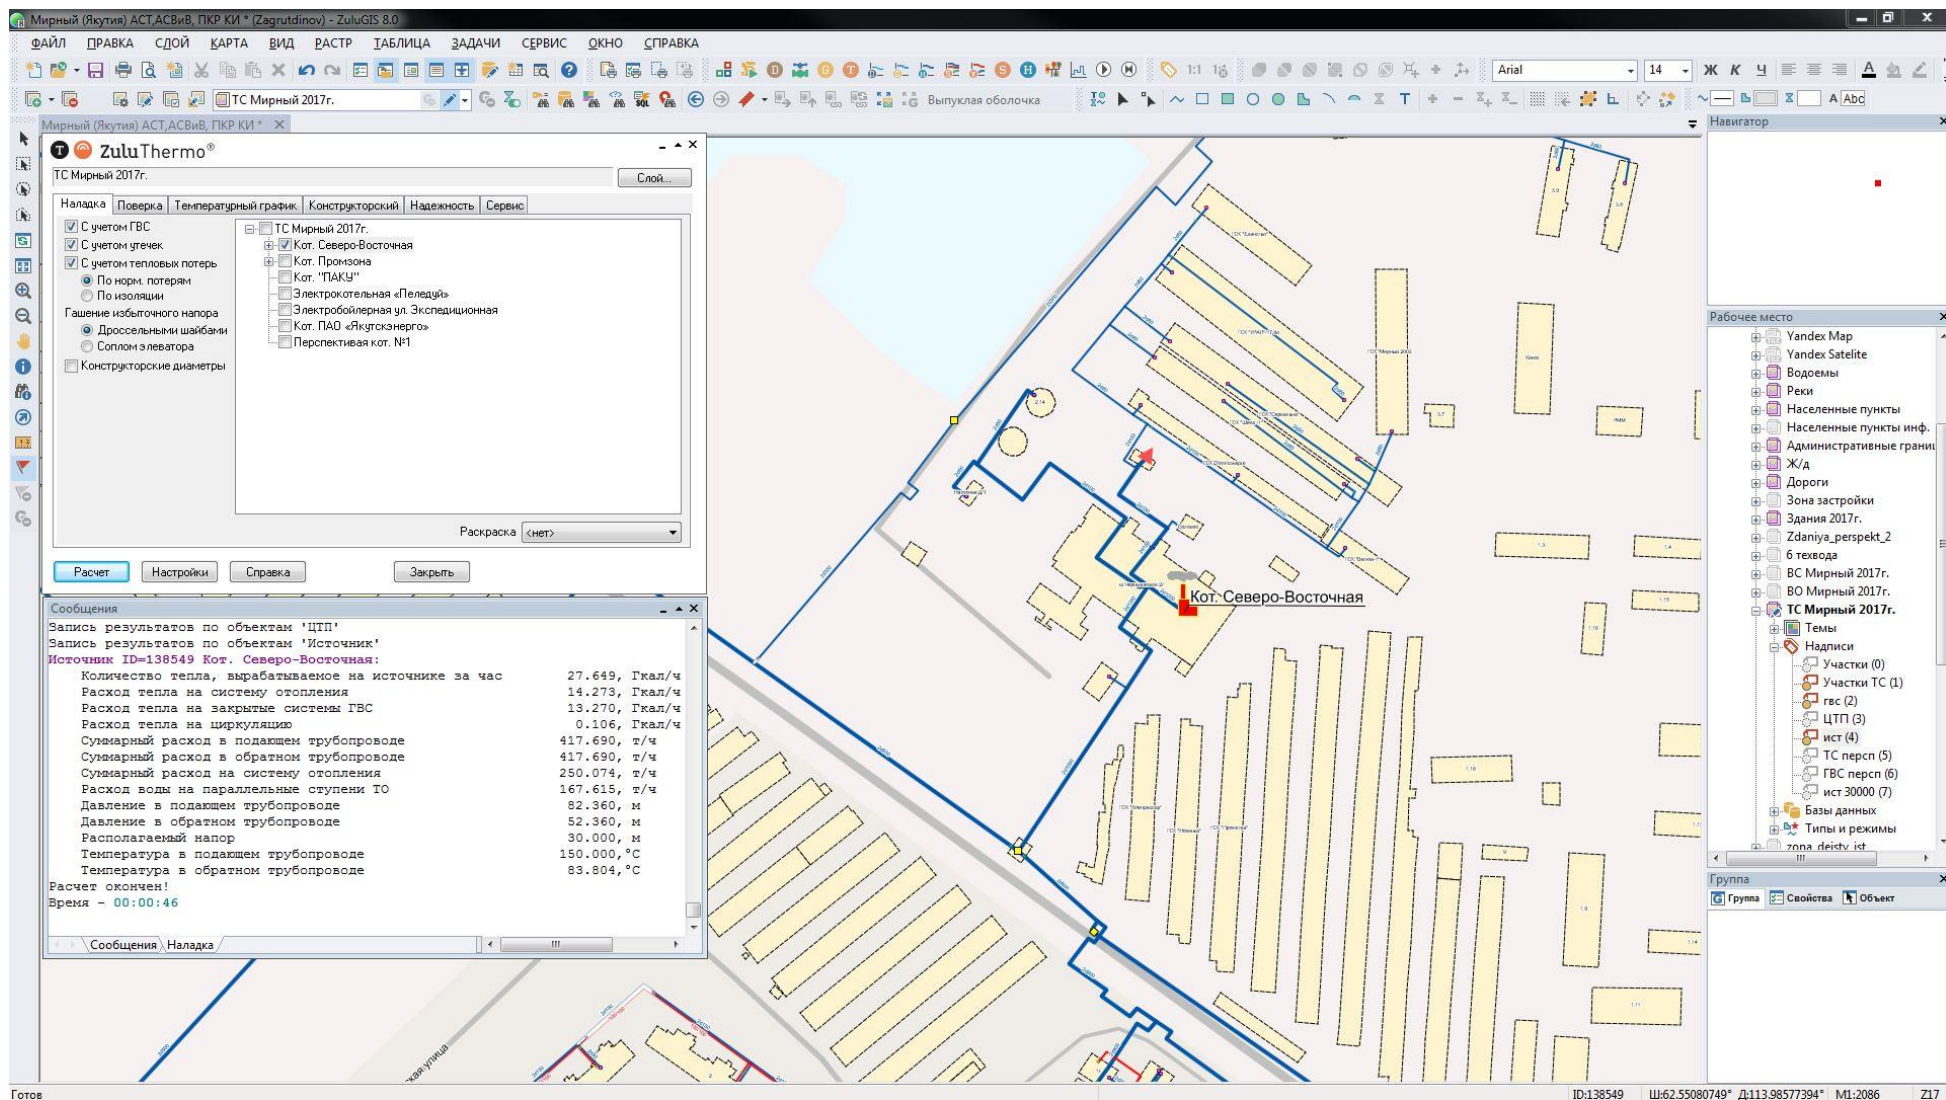 Мирный (Якутия) АСТ,АСВиВ, ПКР КИ * (Zagrutdinov) - ZuluGIS 8.0
ФАЙЛ ПРАВКА СЛОЙ КАРТА ВИД РАСТР ТАБЛИЦА ЗАДАЧИ СЕРВИС ОКНО СПРАВКА
1:1
Arial 14 Ж К Ч
ТС Мирный 2017г.
Выпуклая оболочка
A Abc
Мирный (Якутия) АСТ,АСВиВ, ПКР КИ *
ZuluThermo®
ТС Мирный 2017г.
Слой...
Наладка Поверка Температурный график Конструкторский Надежность Сервис
С учетом ГВС
С учетом утечек
С учетом тепловых потерь
По норм. потерям
По изоляции
Гашение избыточного напора
Дроссельными шайбами
Соплом элеватора
Конструкторские диаметры
ТС Мирный 2017г.
Кот. Северо-Восточная
Кот. Промзона
Кот. "ПАКУ"
Электрокотельная «Пеледуй»
Электробойлерная ул. Экспедиционная
Кот. ПАО «Якутскэнерго»
Перспективая кот. №1
Раскраска <нет>
Расчет Настройки Справка Закрыть
Сообщения
Запись результатов по объектам 'ЦТП'
Запись результатов по объектам 'Источник'
Источник ID=138549 Кот. Северо-Восточная:
Количество тепла, вырабатываемое на источнике за час 27.649, Гкал/ч
Расход тепла на систему отопления 14.273, Гкал/ч
Расход тепла на закрытые системы ГВС 13.270, Гкал/ч
Расход тепла на циркуляцию 0.106, Гкал/ч
Суммарный расход в подающем трубопроводе 417.690, т/ч
Суммарный расход в обратном трубопроводе 417.690, т/ч
Суммарный расход на систему отопления 250.074, т/ч
Расход воды на параллельные ступени ТО 167.615, т/ч
Давление в подающем трубопроводе 82.360, м
Давление в обратном трубопроводе 52.360, м
Располагаемый напор 30.000, м
Температура в подающем трубопроводе 150.000,°C
Температура в обратном трубопроводе 83.804,°C
Расчет окончен!
Время - 00:00:46
Сообщения Наладка
Кот. Северо-Восточная
Навигатор
Рабочее место
Yandex Map
Yandex Satelite
Водоемы
Реки
Населенные пункты
Населенные пункты инф.
Административные грани
Ж/д
Дороги
Зона застройки
Здания 2017г.
Zdaniya_perspekt_2
6 техвода
ВС Мирный 2017г.
ВО Мирный 2017г.
ТС Мирный 2017г.
Темы
Надписи
Участки (0)
Участки ТС (1)
гвс (2)
ЦТП (3)
ист (4)
ТС персп (5)
ГВС персп (6)
ист 30000 (7)
Базы данных
Типы и режимы
zona_deistv_ist
Группа
Группа Свойства Объект
Готов
ID:138549 Ш:62.55080749° Д:113.98577394° М1:2086 Z17